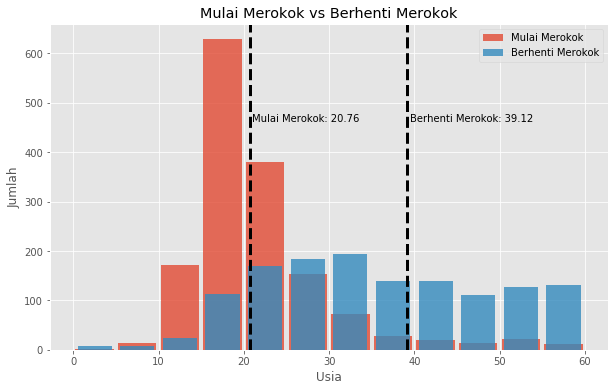 Mulai Merokok vs Berhenti Merokok
Mulai Merokok
Berhenti Merokok
Mulai Merokok: 20.76
Berhenti Merokok: 39.12
Jumlah
600
500
400
300
200
100
0
0 10 20 30 40 50 60
Usia